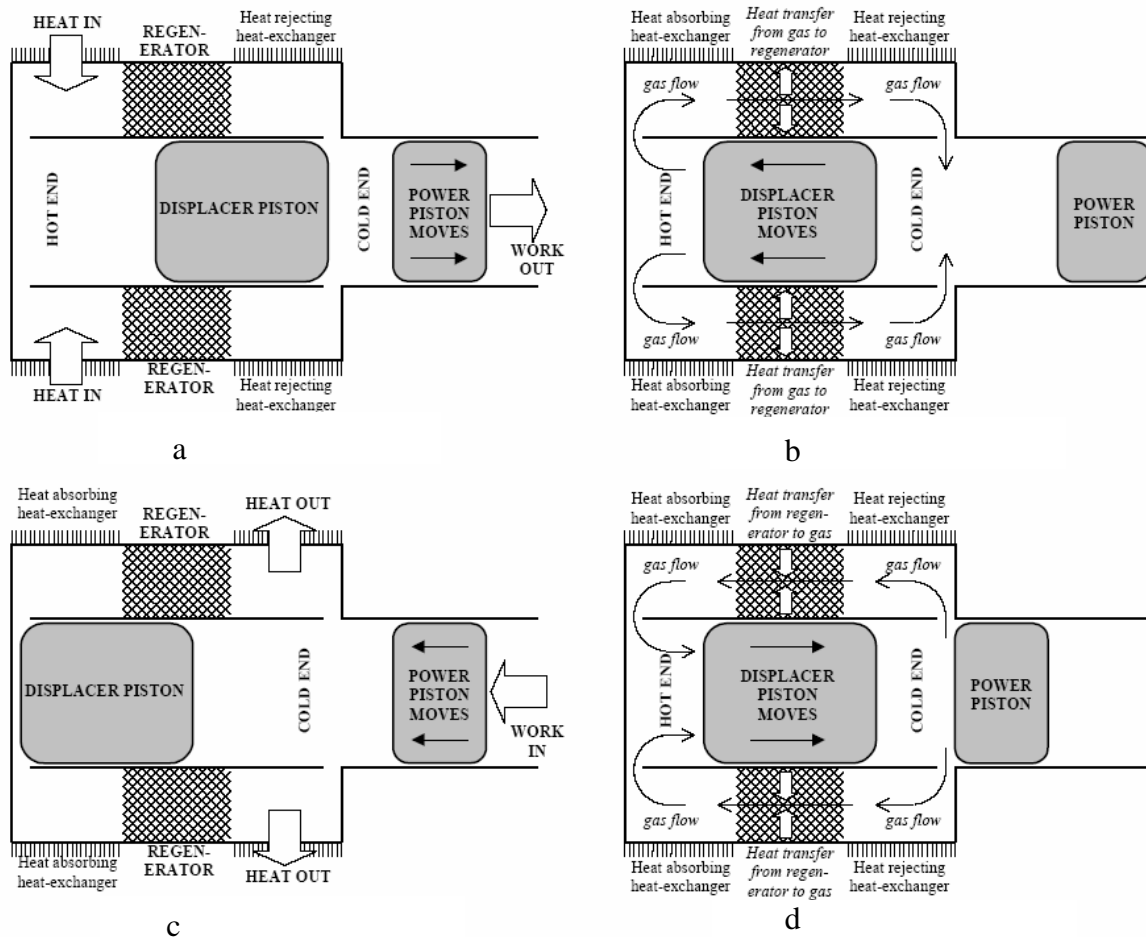 HEAT IN
REGEN-
ERATOR
Heat rejecting
heat-exchanger
HOT END
DISPLACER PISTON
COLD END
POWER
PISTON
MOVES
WORK
OUT
HEAT IN
REGEN-
ERATOR
Heat rejecting
heat-exchanger
a
Heat absorbing
heat-exchanger
Heat transfer
from gas to
regenerator
Heat rejecting
heat-exchanger
gas flow
gas flow
HOT END
DISPLACER
PISTON
MOVES
COLD END
POWER
PISTON
gas flow
gas flow
Heat absorbing
heat-exchanger
Heat transfer
from gas to
regenerator
Heat rejecting
heat-exchanger
b
Heat absorbing
heat-exchanger
REGEN-
ERATOR
HEAT OUT
DISPLACER PISTON
COLD END
POWER
PISTON
MOVES
WORK
IN
Heat absorbing
heat-exchanger
REGEN-
ERATOR
HEAT OUT
c
Heat absorbing
heat-exchanger
Heat transfer
from regen-
erator to gas
Heat rejecting
heat-exchanger
gas flow
gas flow
HOT END
DISPLACER
PISTON
MOVES
COLD END
POWER
PISTON
gas flow
gas flow
Heat absorbing
heat-exchanger
Heat transfer
from regen-
erator to gas
Heat rejecting
heat-exchanger
d